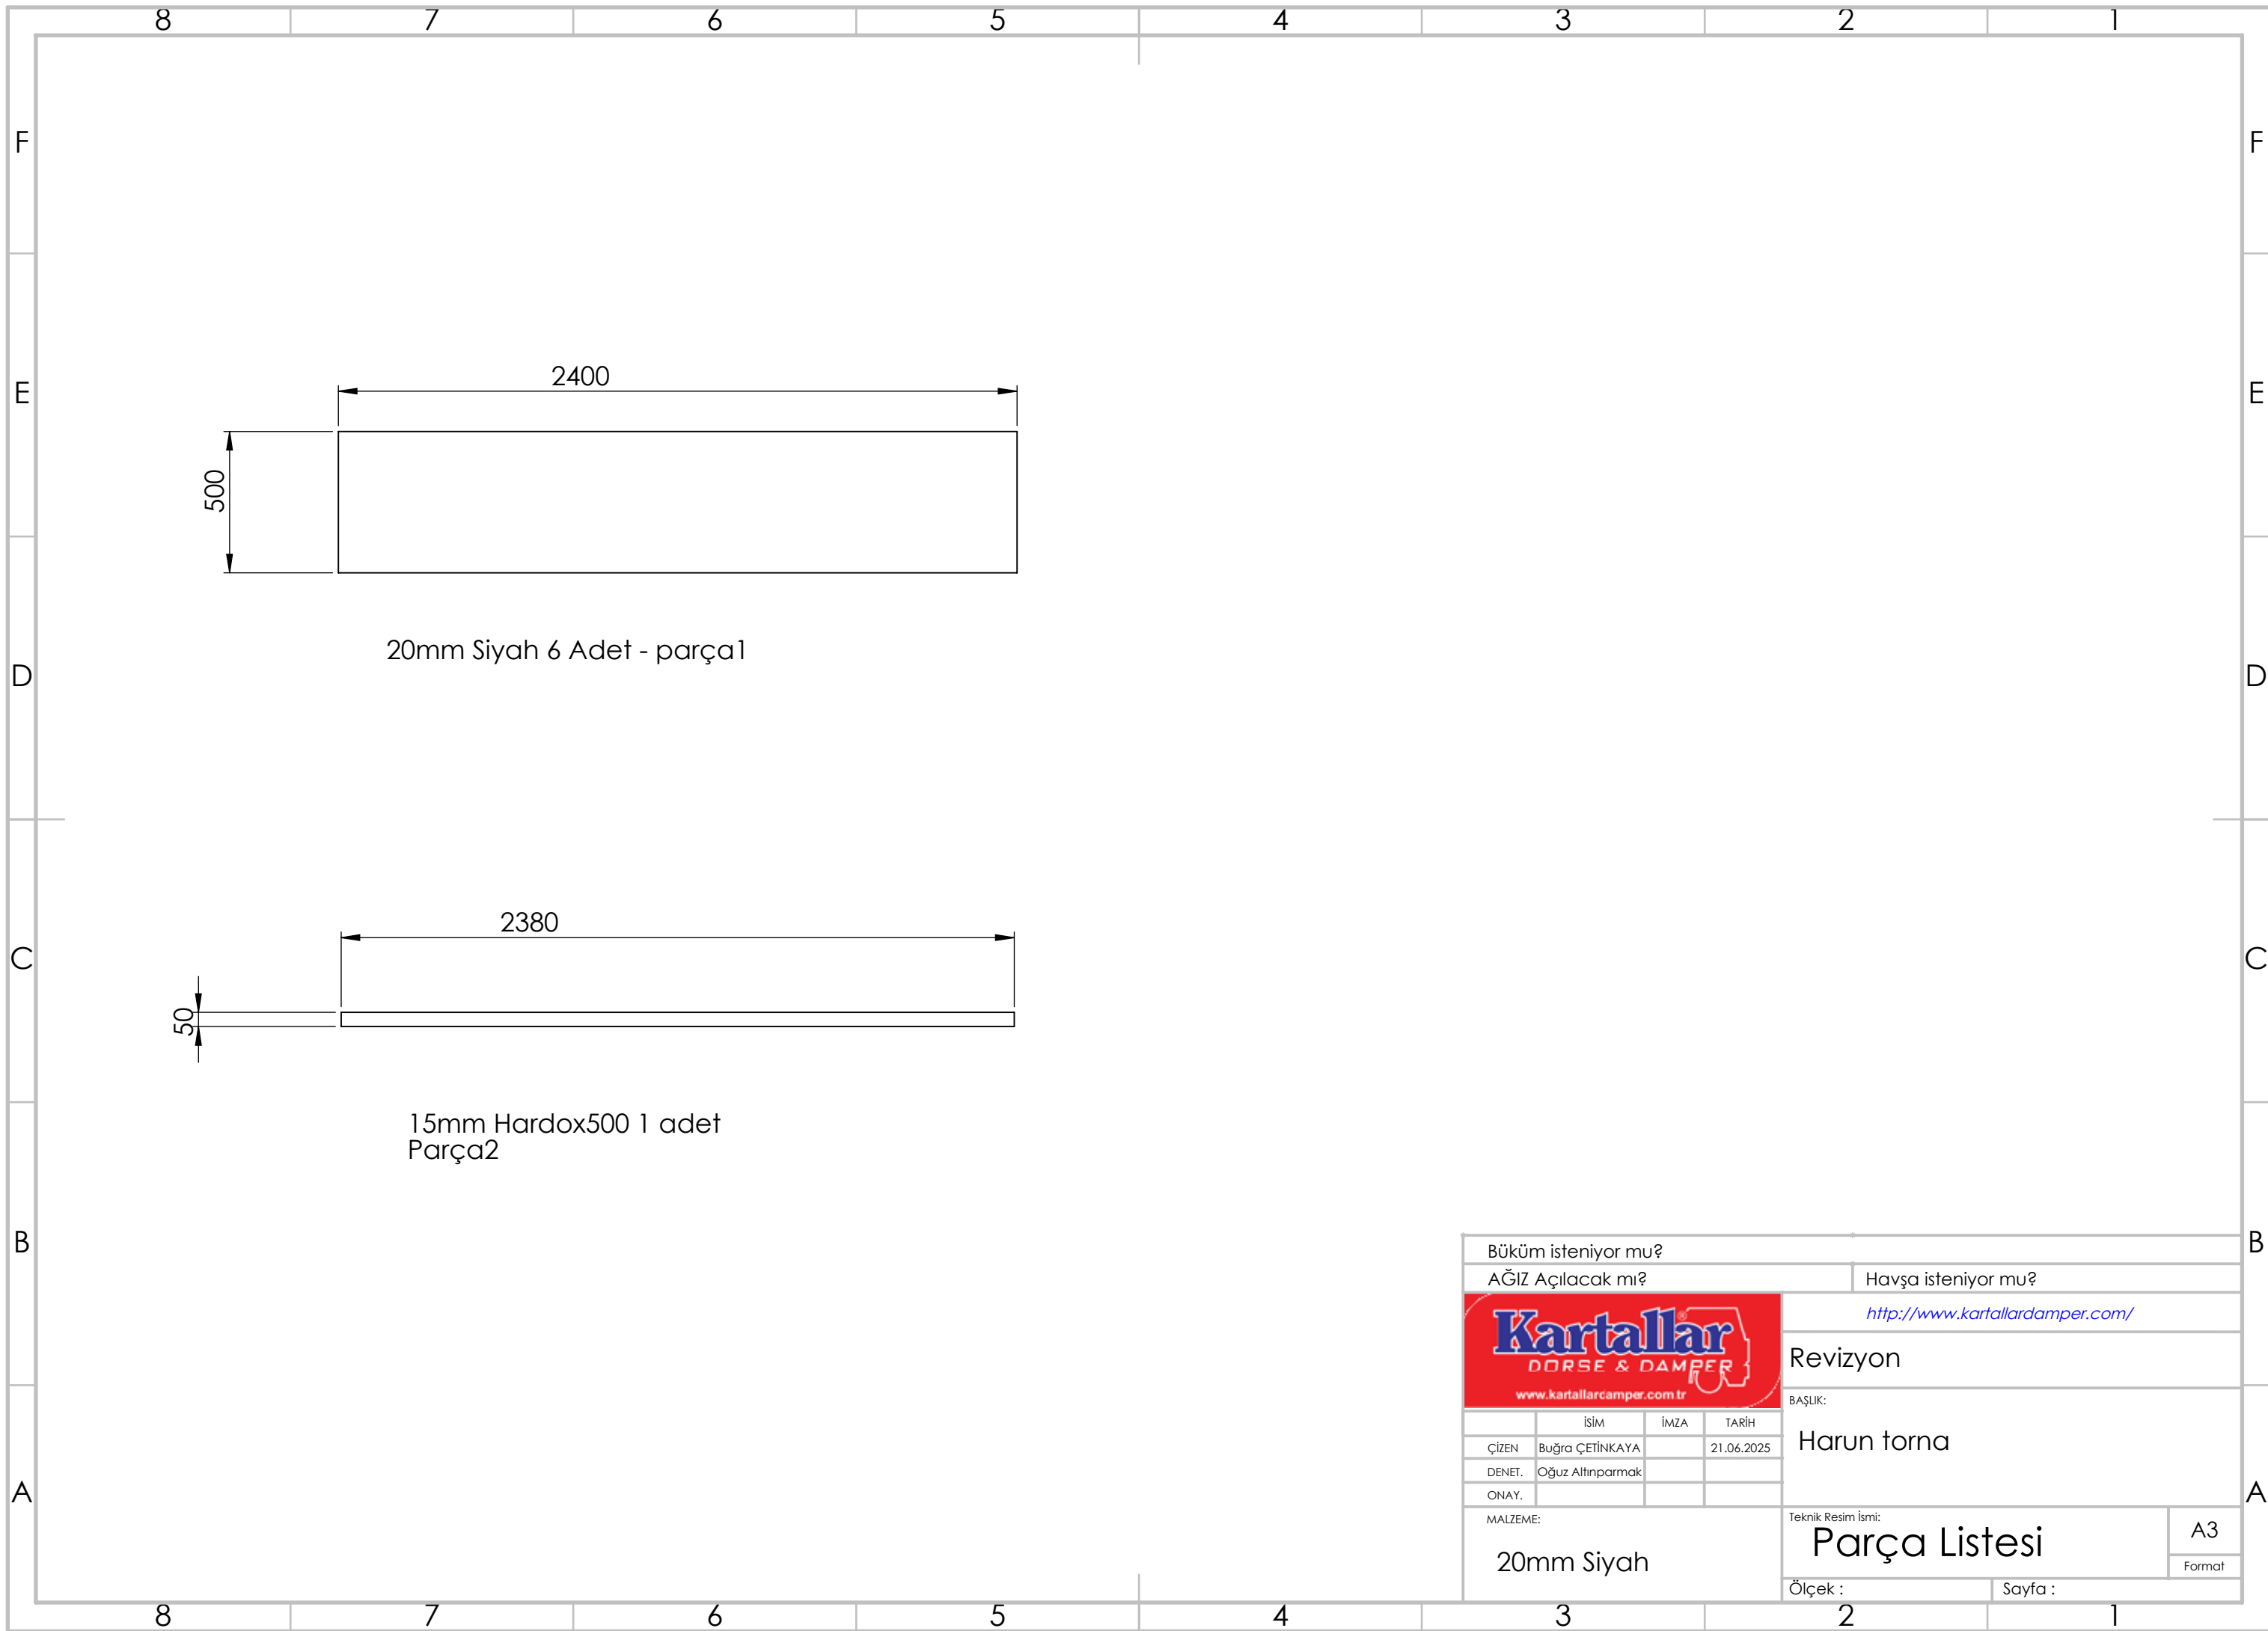 8 7 6 5 4 3 2 1
F F
2400
E E
500
20mm Siyah 6 Adet - parça1
D D
2380
C C
50
15mm Hardox500 1 adet
Parça2
B B
Büküm isteniyor mu?
AĞIZ Açılacak mı? Havşa isteniyor mu?
Kartallar®
DORSE & DAMPER
www.kartallardamper.com.tr
http://www.kartallardamper.com/
Revizyon
BAŞLIK:
Harun torna
İSİM İMZA TARİH
ÇİZEN Buğra ÇETİNKAYA 21.06.2025
DENET. Oğuz Altınparmak
ONAY.
A A
MALZEME:
20mm Siyah
Teknik Resim İsmi:
Parça Listesi
A3
Format
Ölçek : Sayfa :
8 7 6 5 4 3 2 1